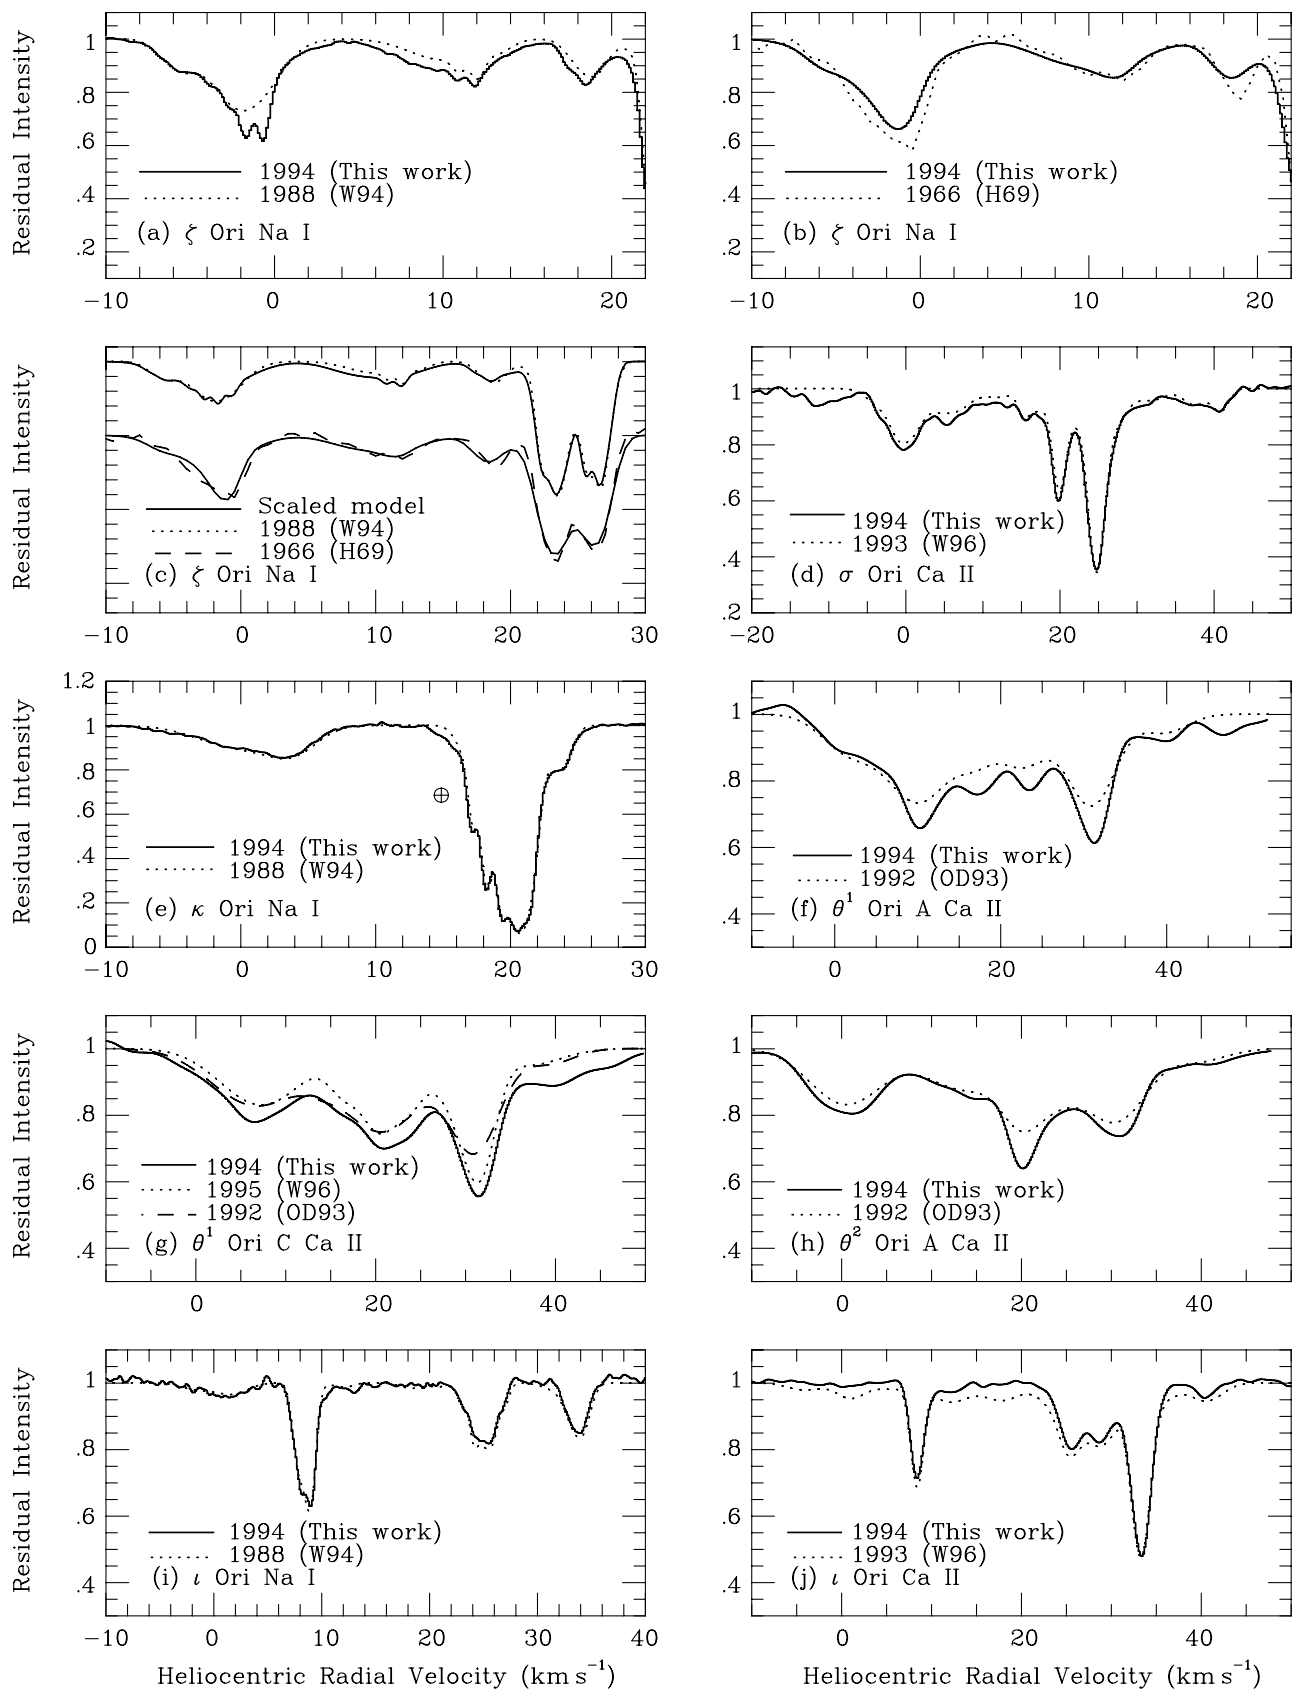 Residual Intensity
1
.8
.6
.4
.2
1994 (This work)
1988 (W94)
(a) ζ Ori Na I
−10 0 10 20
1
.8
.6
.4
.2
1994 (This work)
1966 (H69)
(b) ζ Ori Na I
−10 0 10 20
Residual Intensity
Scaled model
1988 (W94)
1966 (H69)
(c) ζ Ori Na I
−10 0 10 20 30
1
.8
.6
.4
.2
1994 (This work)
1993 (W96)
(d) σ Ori Ca II
−20 0 20 40
Residual Intensity
1.2
1
.8
.6
.4
.2
0
⊕
1994 (This work)
1988 (W94)
(e) κ Ori Na I
−10 0 10 20 30
1
.8
.6
.4
1994 (This work)
1992 (OD93)
(f) θ¹ Ori A Ca II
0 20 40
Residual Intensity
1
.8
.6
.4
1994 (This work)
1995 (W96)
1992 (OD93)
(g) θ¹ Ori C Ca II
0 20 40
1
.8
.6
.4
1994 (This work)
1992 (OD93)
(h) θ² Ori A Ca II
0 20 40
Residual Intensity
1
.8
.6
.4
1994 (This work)
1988 (W94)
(i) ι Ori Na I
−10 0 10 20 30 40
Heliocentric Radial Velocity (km s⁻¹)
1
.8
.6
.4
1994 (This work)
1993 (W96)
(j) ι Ori Ca II
0 20 40
Heliocentric Radial Velocity (km s⁻¹)